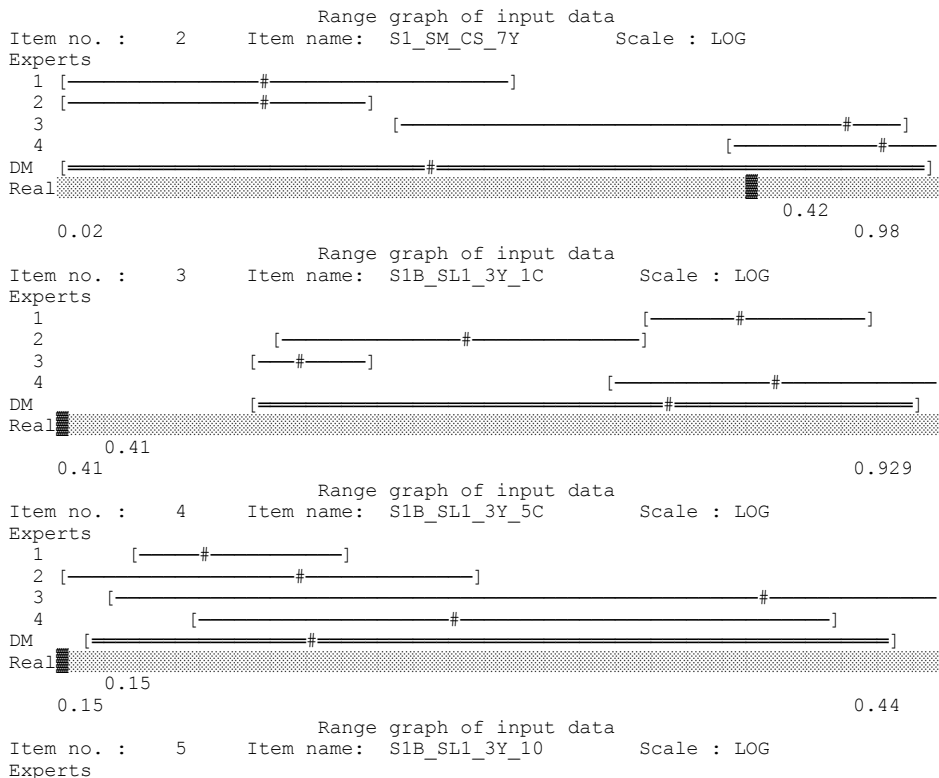 Range graph of input data
Item no. : 2 Item name: S1_SM_CS_7Y Scale : LOG
Experts
1 [————#————]
2 [————#————]
3 [————#————]
4 [————#————
DM [====#====]
Real
0.42
0.02 0.98
Range graph of input data
Item no. : 3 Item name: S1B_SL1_3Y_1C Scale : LOG
Experts
1 [————#————]
2 [————#————]
3 [————#————]
4 [————#————
DM [====#====]
Real
0.41
0.41 0.929
Range graph of input data
Item no. : 4 Item name: S1B_SL1_3Y_5C Scale : LOG
Experts
1 [————#————]
2 [————#————]
3 [————#————
4 [————#————]
DM [====#====]
Real
0.15
0.15 0.44
Range graph of input data
Item no. : 5 Item name: S1B_SL1_3Y_10 Scale : LOG
Experts